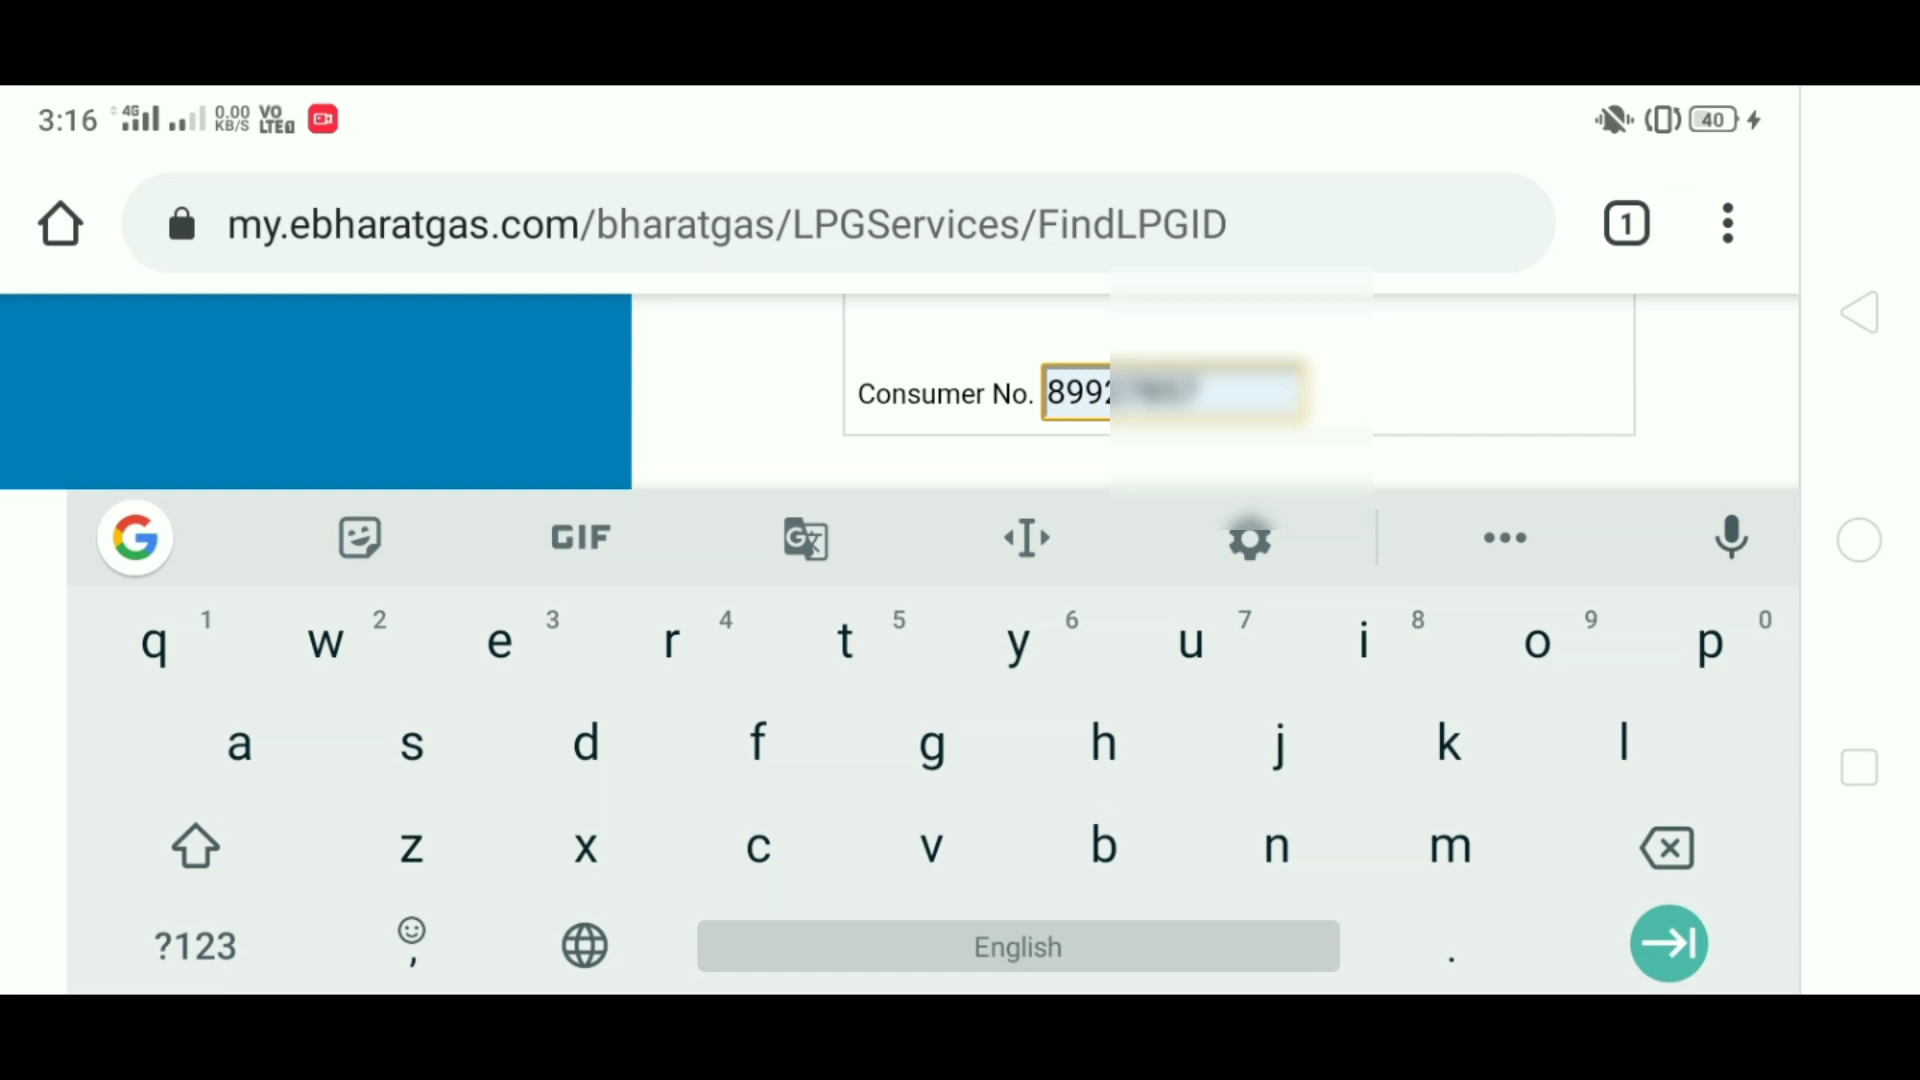 3:16 4G 0.00 KB/S VO LTE 40
my.ebharatgas.com/bharatgas/LPGServices/FindLPGID 1
Consumer No. 899
G GIF G
q 1 w 2 e 3 r 4 t 5 y 6 u 7 i 8 o 9 p 0
a s d f g h j k l
z x c v b n m
?123 , English .